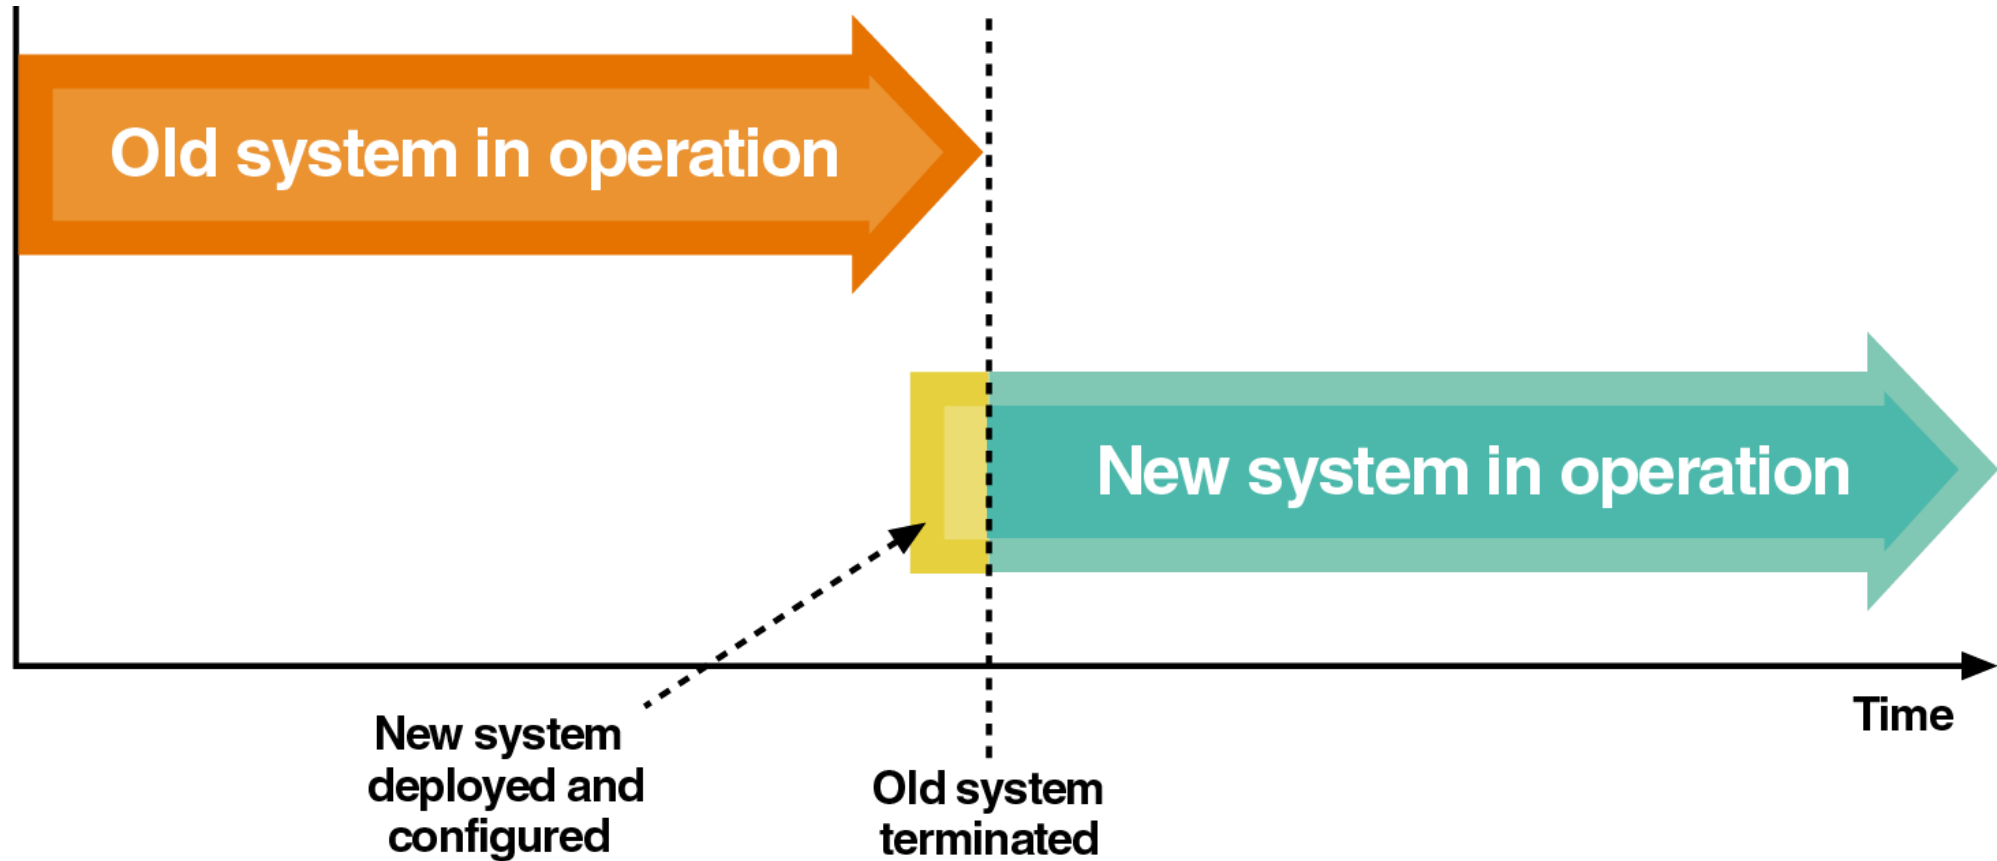 Old system in operation
New system in operation
Time
New system
deployed and
configured
Old system
terminated